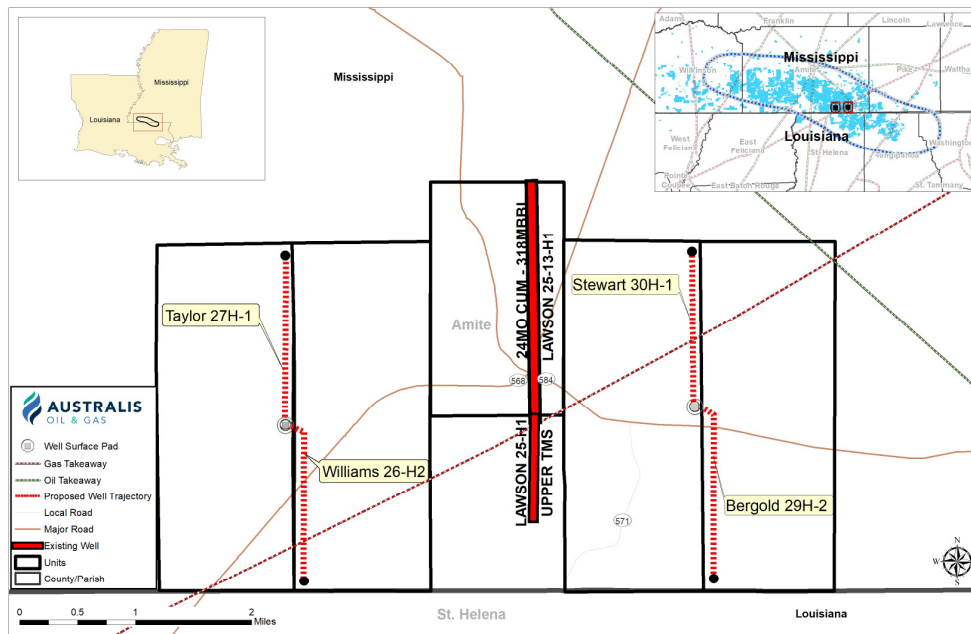 Mississippi
Louisiana
Mississippi
Adams
Franklin
Lincoln
Lawrence
Mississippi
Wilkinson
Amite
Pike
Walthall
Louisiana
West
Feliciana
East
Feliciana
St. Helena
Tangipahoa
Washington
Pointe
Coupee
East Baton Rouge
St. Tammany
24MO CUM - 318MBBL
LAWSON 25-13-H1
Taylor 27H-1
Stewart 30H-1
Amite
568
584
LAWSON 25-H1
UPPER TMS
Williams 26-H2
Bergold 29H-2
571
AUSTRALIS
OIL & GAS
Well Surface Pad
Gas Takeaway
Oil Takeaway
Proposed Well Trajectory
Local Road
Major Road
Existing Well
Units
County/Parish
N
W
E
S
0 0.5 1 2
Miles
St. Helena
Louisiana